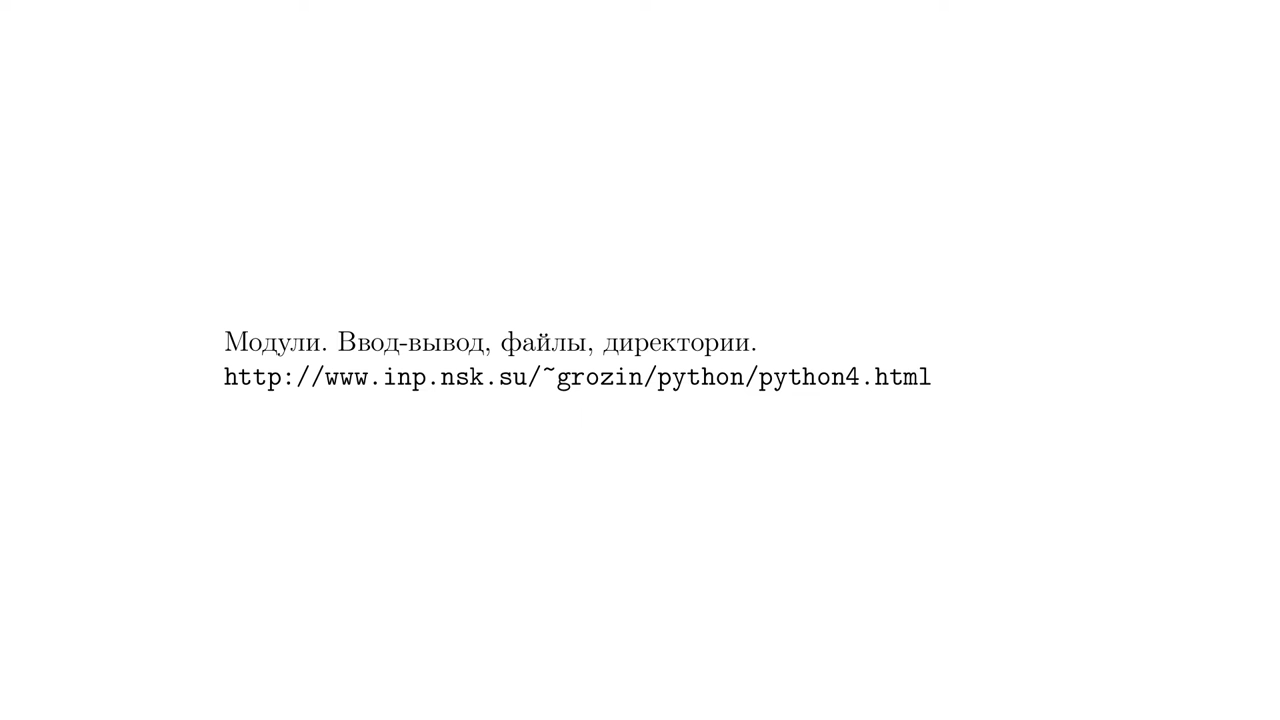 Модули. Ввод-вывод, файлы, директории.
http://www.inp.nsk.su/~grozin/python/python4.html